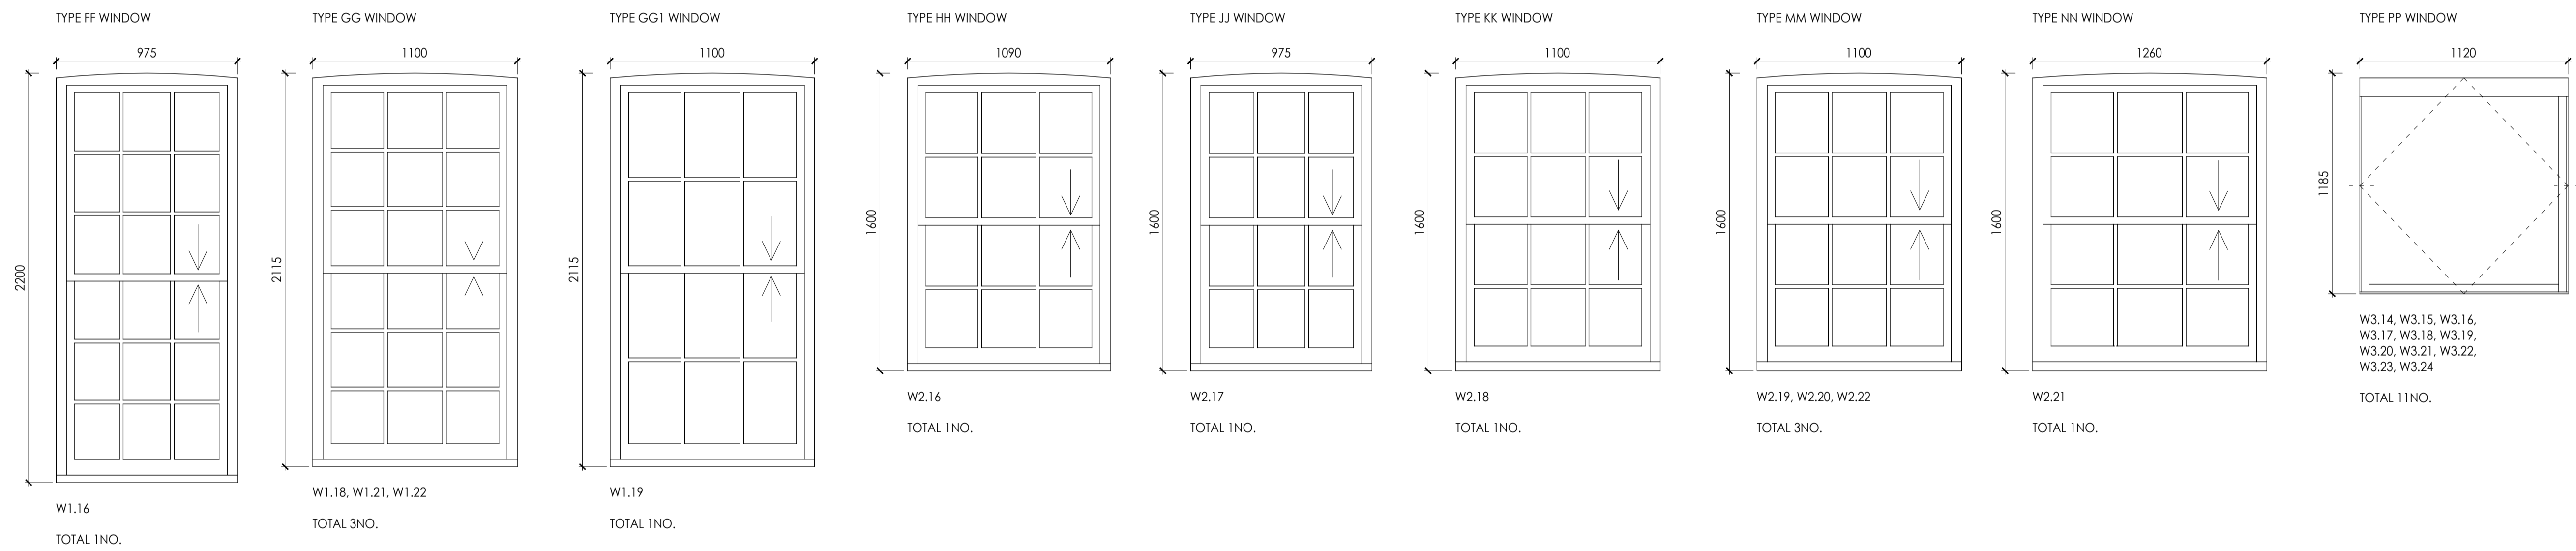 TYPE FF WINDOW
975
2200
W1.16
TOTAL 1NO.
TYPE GG WINDOW
1100
2115
W1.18, W1.21, W1.22
TOTAL 3NO.
TYPE GG1 WINDOW
1100
2115
W1.19
TOTAL 1NO.
TYPE HH WINDOW
1090
1600
W2.16
TOTAL 1NO.
TYPE JJ WINDOW
975
1600
W2.17
TOTAL 1NO.
TYPE KK WINDOW
1100
1600
W2.18
TOTAL 1NO.
TYPE MM WINDOW
1100
1600
W2.19, W2.20, W2.22
TOTAL 3NO.
TYPE NN WINDOW
1260
1600
W2.21
TOTAL 1NO.
TYPE PP WINDOW
1120
1185
W3.14, W3.15, W3.16,
W3.17, W3.18, W3.19,
W3.20, W3.21, W3.22,
W3.23, W3.24
TOTAL 11NO.